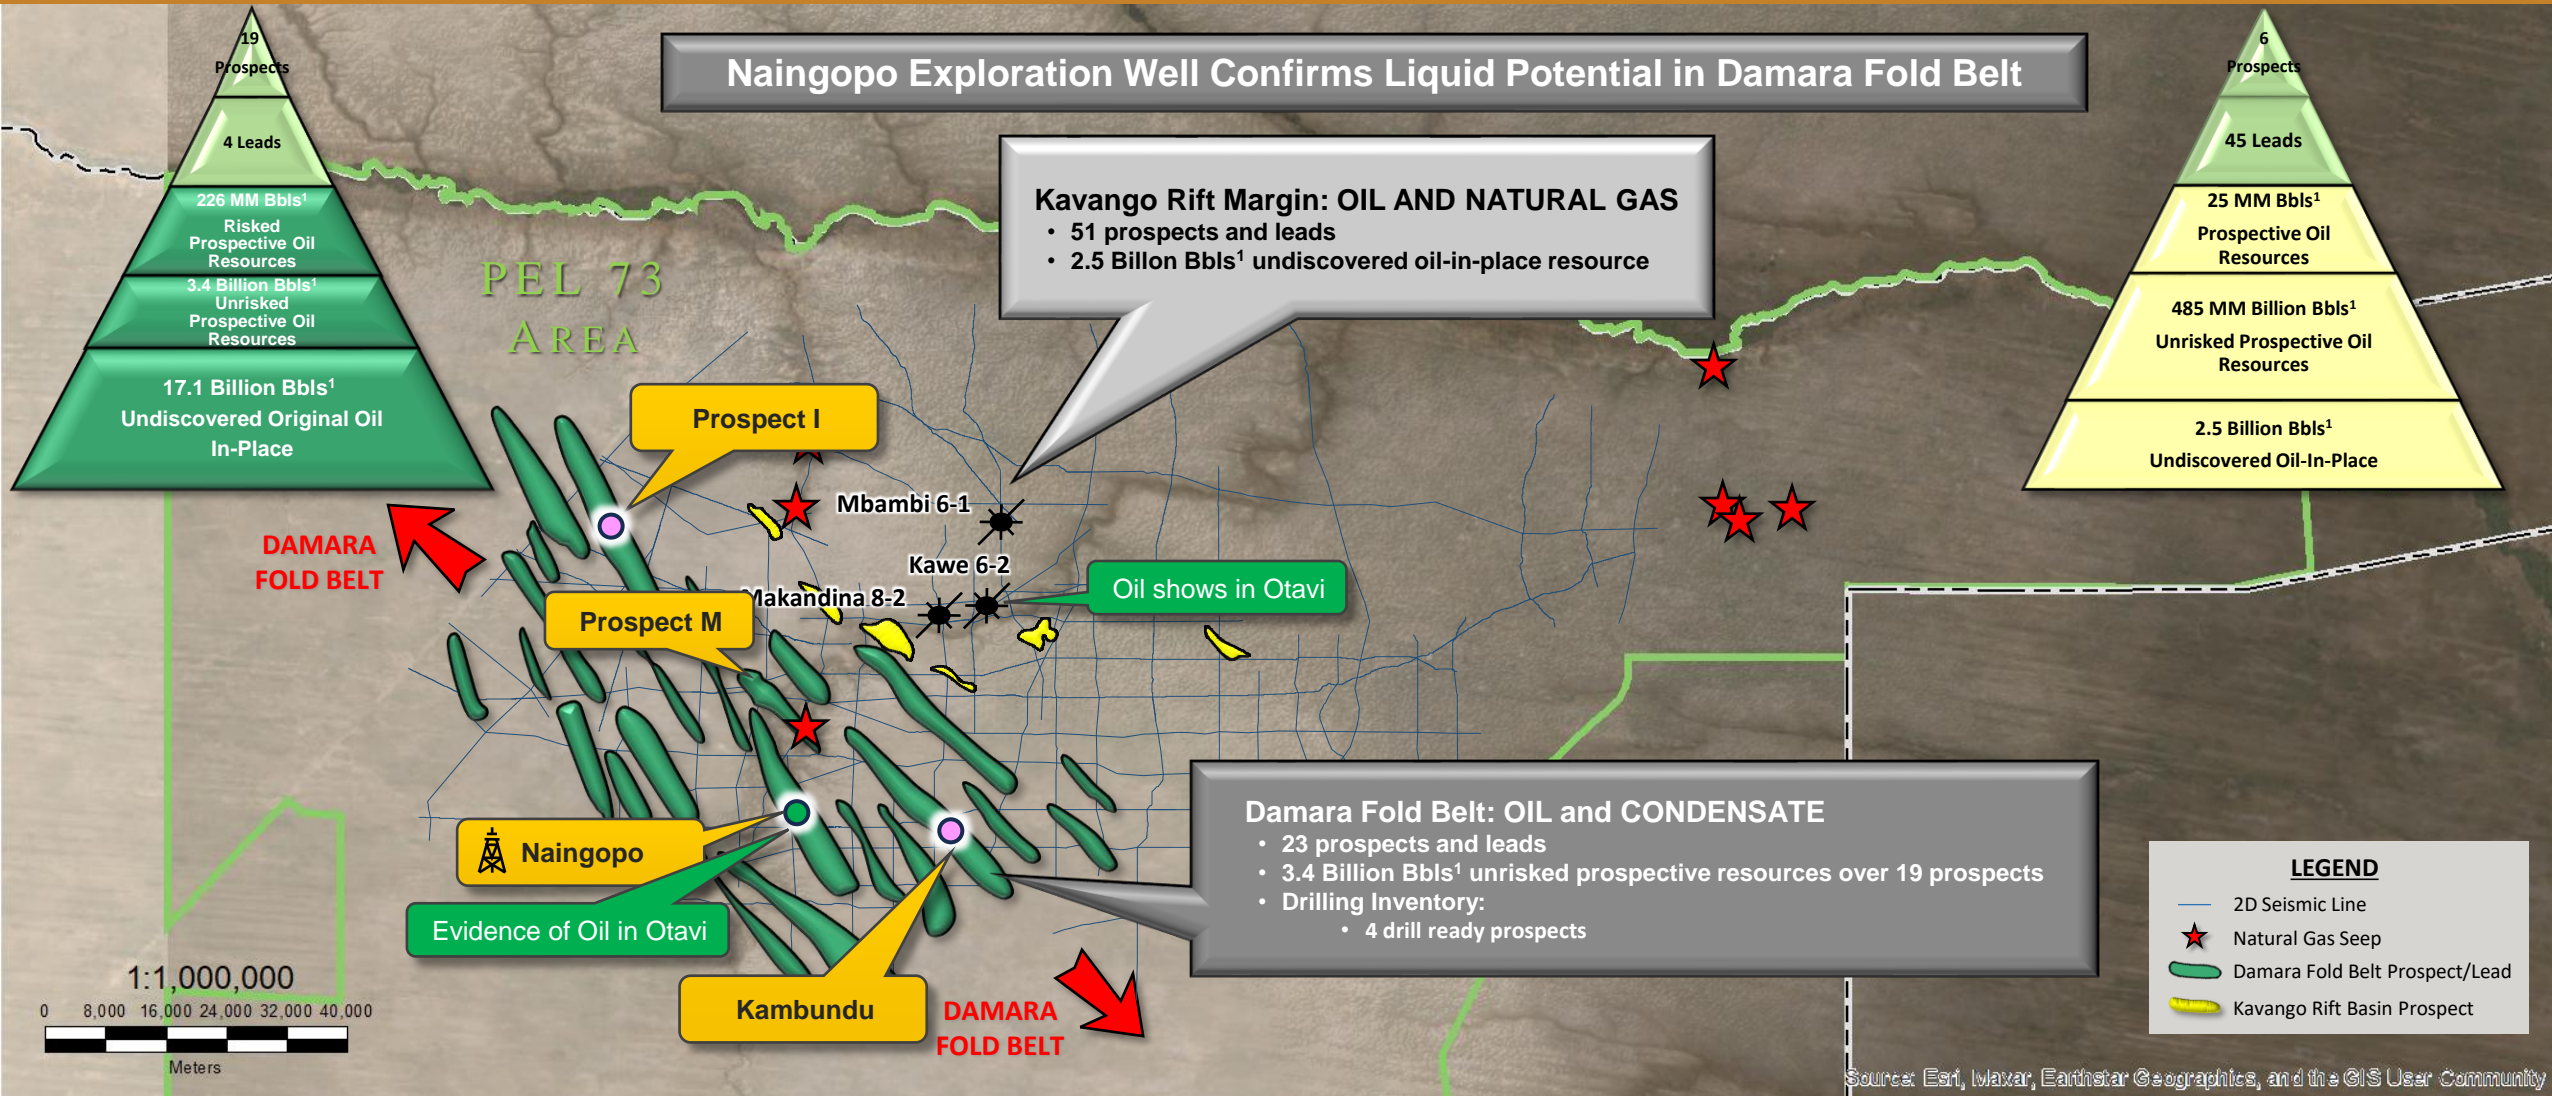 Naingopo Exploration Well Confirms Liquid Potential in Damara Fold Belt
19
Prospects
4 Leads
226 MM Bbls¹
Risked
Prospective Oil
Resources
3.4 Billion Bbls¹
Unrisked
Prospective Oil
Resources
17.1 Billion Bbls¹
Undiscovered Original Oil
In-Place
6
Prospects
45 Leads
25 MM Bbls¹
Prospective Oil
Resources
485 MM Billion Bbls¹
Unrisked Prospective Oil
Resources
2.5 Billion Bbls¹
Undiscovered Oil-In-Place
Kavango Rift Margin: OIL AND NATURAL GAS
• 51 prospects and leads
• 2.5 Billon Bbls¹ undiscovered oil-in-place resource
PEL 73
AREA
Prospect I
Mbambi 6-1
DAMARA
FOLD BELT
Kawe 6-2
Oil shows in Otavi
Makandina 8-2
Prospect M
Naingopo
Evidence of Oil in Otavi
Kambundu
DAMARA
FOLD BELT
Damara Fold Belt: OIL and CONDENSATE
• 23 prospects and leads
• 3.4 Billion Bbls¹ unrisked prospective resources over 19 prospects
• Drilling Inventory:
• 4 drill ready prospects
LEGEND
2D Seismic Line
Natural Gas Seep
Damara Fold Belt Prospect/Lead
Kavango Rift Basin Prospect
1:1,000,000
0 8,000 16,000 24,000 32,000 40,000
Meters
Source: Esri, Maxar, Earthstar Geographics, and the GIS User Community